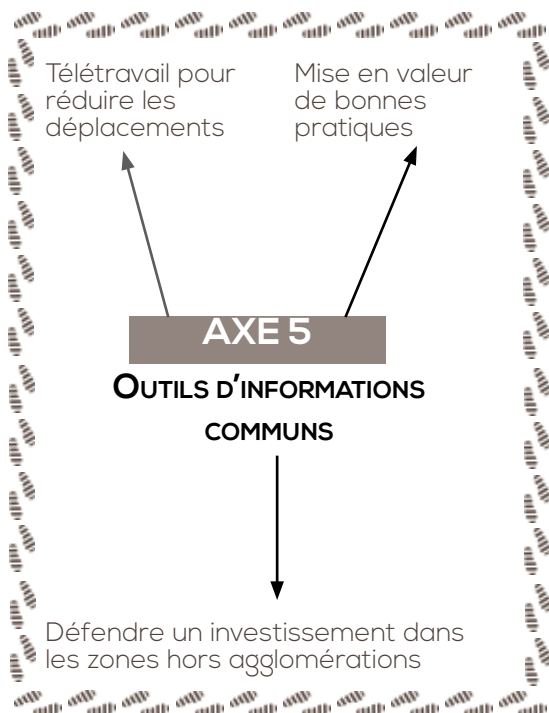 Télétravail pour
réduire les
déplacements
Mise en valeur
de bonnes
pratiques
AXE 5
OUTILS D'INFORMATIONS
COMMUNS
Défendre un investissement dans
les zones hors agglomérations